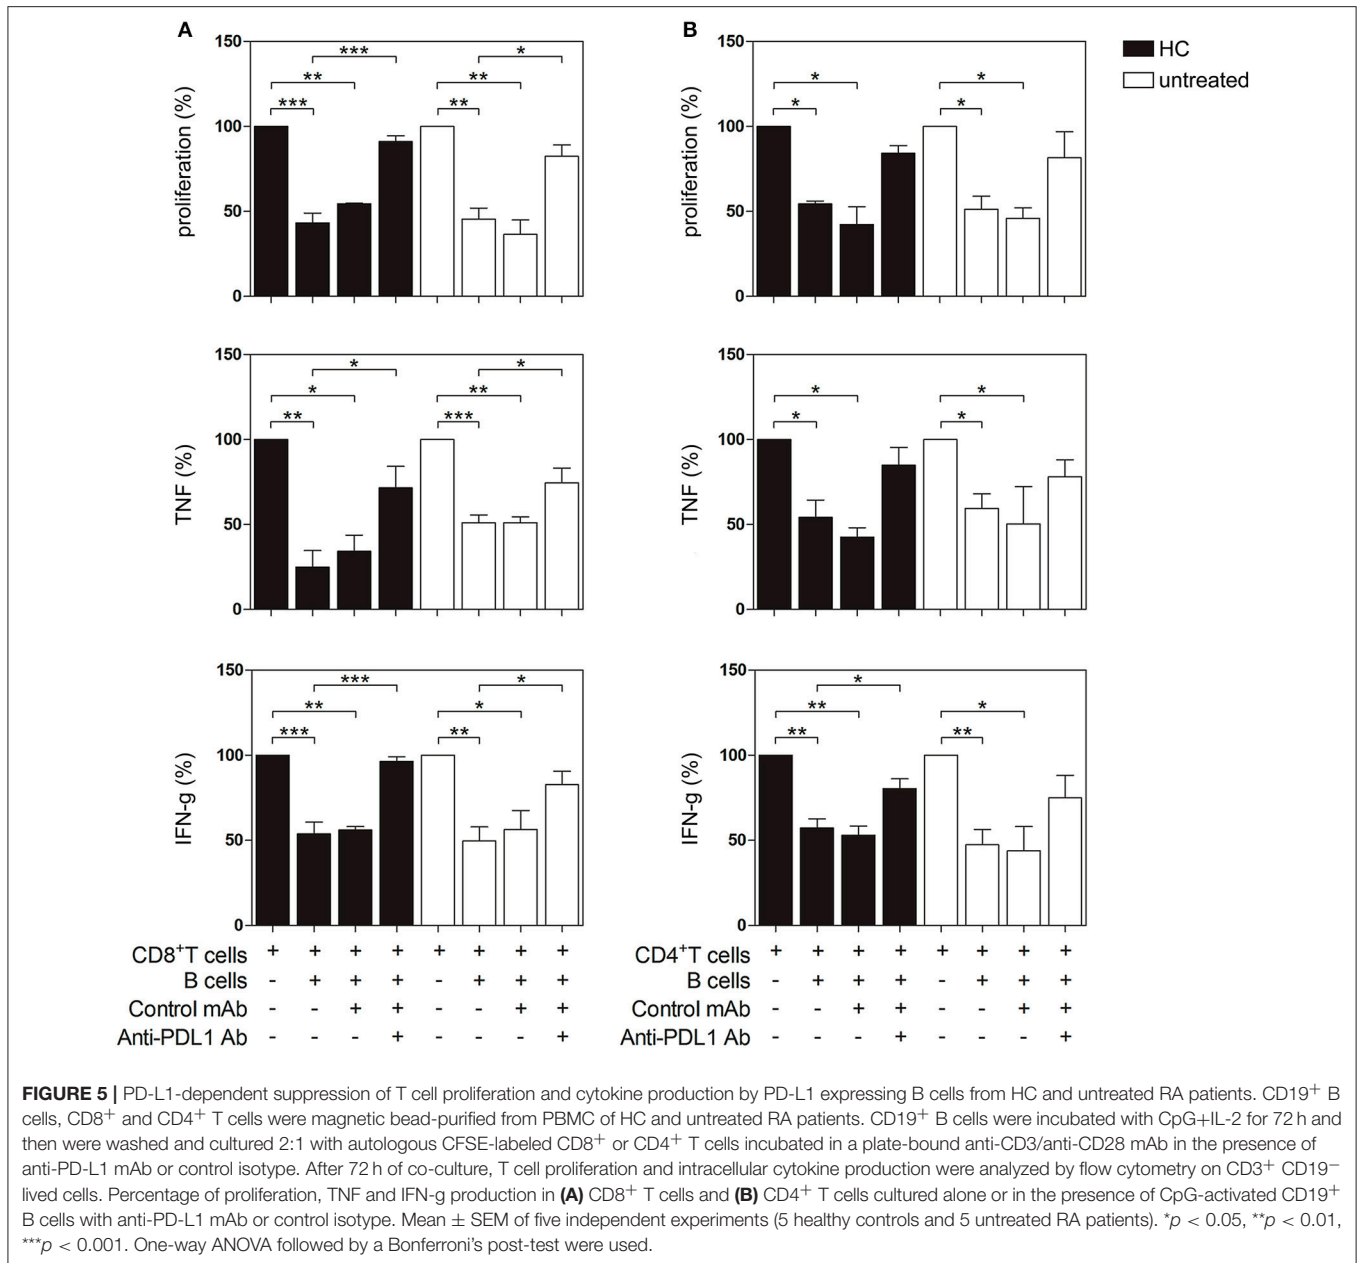 A
B
HC
untreated
150
100
50
0
proliferation (%)
***
**
***
*
**
**
150
100
50
0
proliferation (%)
*
*
*
*
150
100
50
0
TNF (%)
*
*
**
*
**
***
150
100
50
0
TNF (%)
*
*
*
*
150
100
50
0
IFN-g (%)
***
**
***
*
*
**
150
100
50
0
IFN-g (%)
*
**
**
*
**
CD8+T cells + + + + + + + +
B cells - + + + - + + +
Control mAb - - + + - - + +
Anti-PDL1 Ab - - - + - - - +
CD4+T cells + + + + + + + +
B cells - + + + - + + +
Control mAb - - + + - - + +
Anti-PDL1 Ab - - - + - - - +
FIGURE 5 | PD-L1-dependent suppression of T cell proliferation and cytokine production by PD-L1 expressing B cells from HC and untreated RA patients. CD19+ B
cells, CD8+ and CD4+ T cells were magnetic bead-purified from PBMC of HC and untreated RA patients. CD19+ B cells were incubated with CpG+IL-2 for 72 h and
then were washed and cultured 2:1 with autologous CFSE-labeled CD8+ or CD4+ T cells incubated in a plate-bound anti-CD3/anti-CD28 mAb in the presence of
anti-PD-L1 mAb or control isotype. After 72 h of co-culture, T cell proliferation and intracellular cytokine production were analyzed by flow cytometry on CD3+ CD19−
lived cells. Percentage of proliferation, TNF and IFN-g production in (A) CD8+ T cells and (B) CD4+ T cells cultured alone or in the presence of CpG-activated CD19+
B cells with anti-PD-L1 mAb or control isotype. Mean ± SEM of five independent experiments (5 healthy controls and 5 untreated RA patients). *p < 0.05, **p < 0.01,
***p < 0.001. One-way ANOVA followed by a Bonferroni's post-test were used.